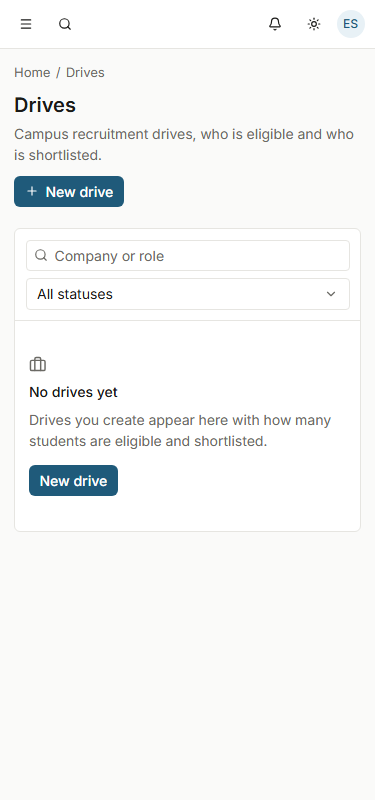 ES
Home / Drives
Drives
Campus recruitment drives, who is eligible and who
is shortlisted.
+ New drive
Company or role
All statuses
No drives yet
Drives you create appear here with how many
students are eligible and shortlisted.
New drive